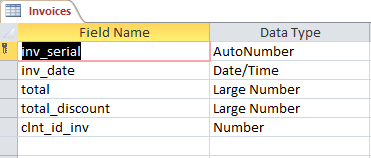 Invoices
Field Name Data Type
inv_serial AutoNumber
inv_date Date/Time
total Large Number
total_discount Large Number
clnt_id_inv Number